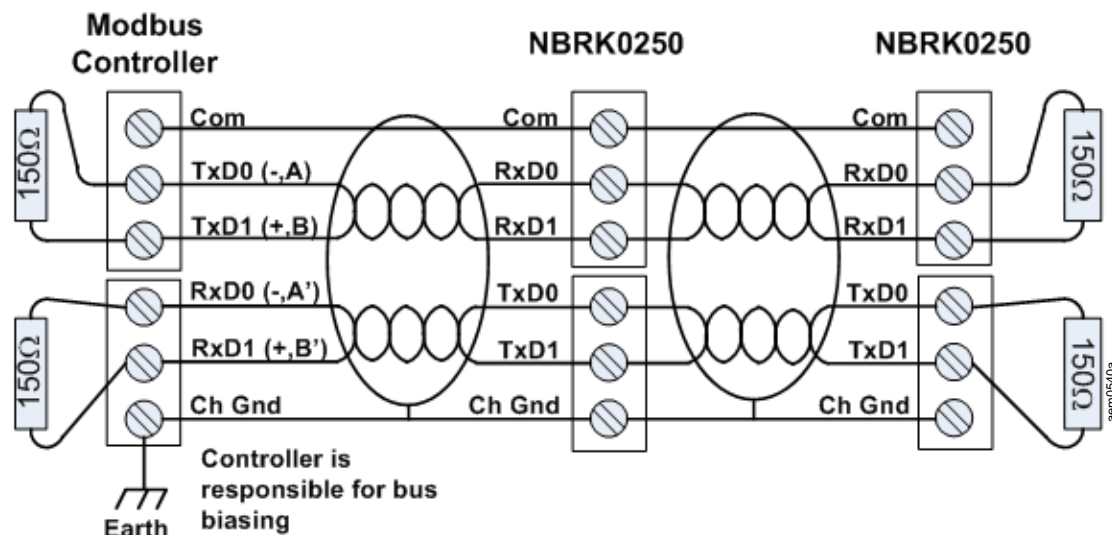 Modbus
Controller
NBRK0250
NBRK0250
150Ω
Com
Com
Com
150Ω
TxD0 (-,A)
RxD0
RxD0
TxD1 (+,B)
RxD1
RxD1
150Ω
RxD0 (-,A')
TxD0
TxD0
150Ω
RxD1 (+,B')
TxD1
TxD1
Ch Gnd
Ch Gnd
Ch Gnd
aem0540a
Controller is
responsible for bus
biasing
Earth